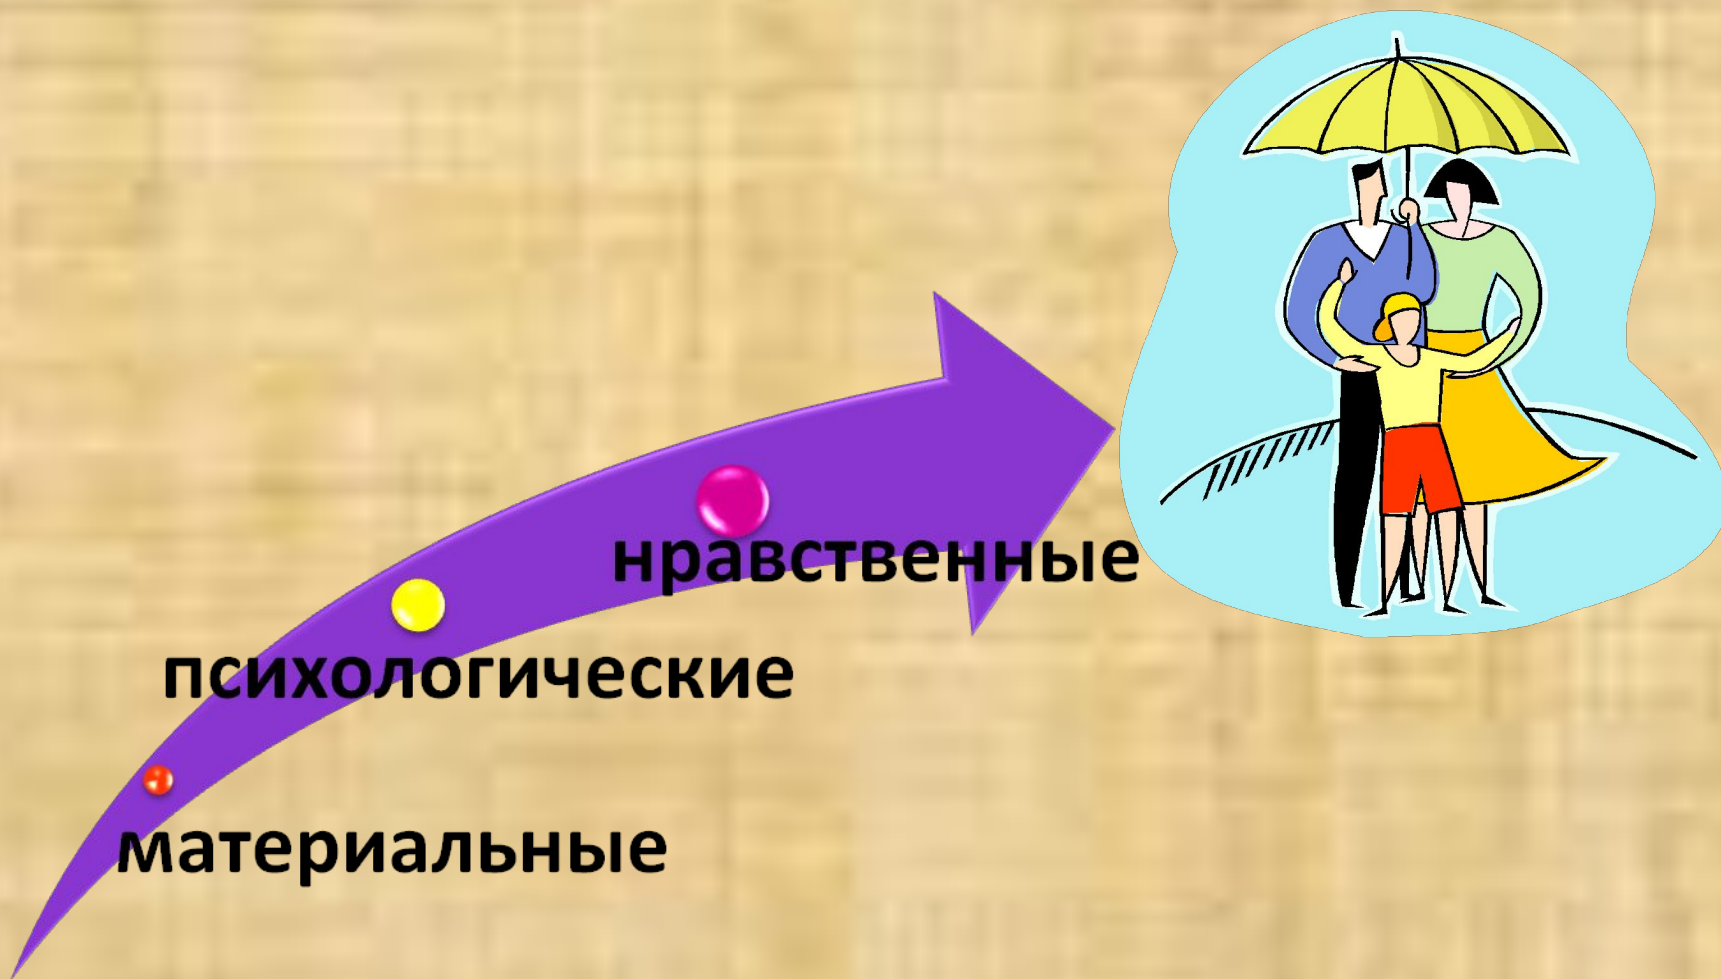 нравственные
психологические
материальные